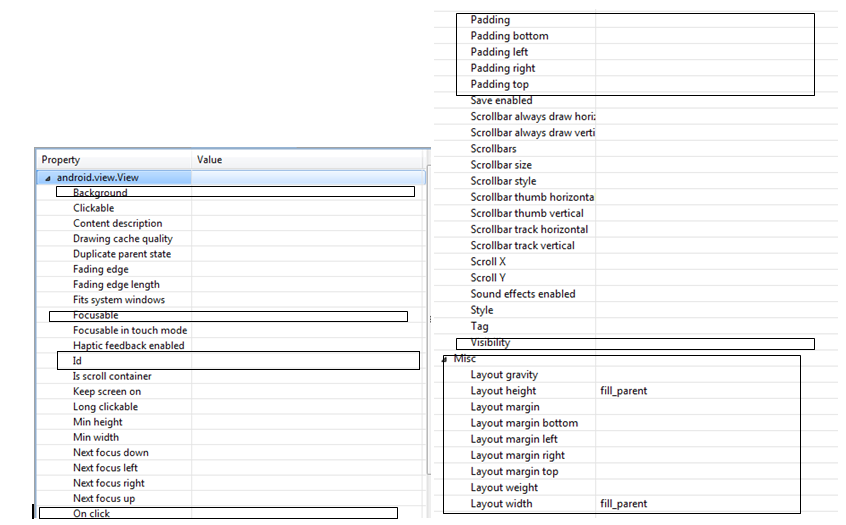 Property Value
android.view.View
Background
Clickable
Content description
Drawing cache quality
Duplicate parent state
Fading edge
Fading edge length
Fits system windows
Focusable
Focusable in touch mode
Haptic feedback enabled
Id
Is scroll container
Keep screen on
Long clickable
Min height
Min width
Next focus down
Next focus left
Next focus right
Next focus up
On click
Padding
Padding bottom
Padding left
Padding right
Padding top
Save enabled
Scrollbar always draw hori
Scrollbar always draw verti
Scrollbars
Scrollbar size
Scrollbar style
Scrollbar thumb horizonta
Scrollbar thumb vertical
Scrollbar track horizontal
Scrollbar track vertical
Scroll X
Scroll Y
Sound effects enabled
Style
Tag
Visibility
Misc
Layout gravity
Layout height fill_parent
Layout margin
Layout margin bottom
Layout margin left
Layout margin right
Layout margin top
Layout weight
Layout width fill_parent